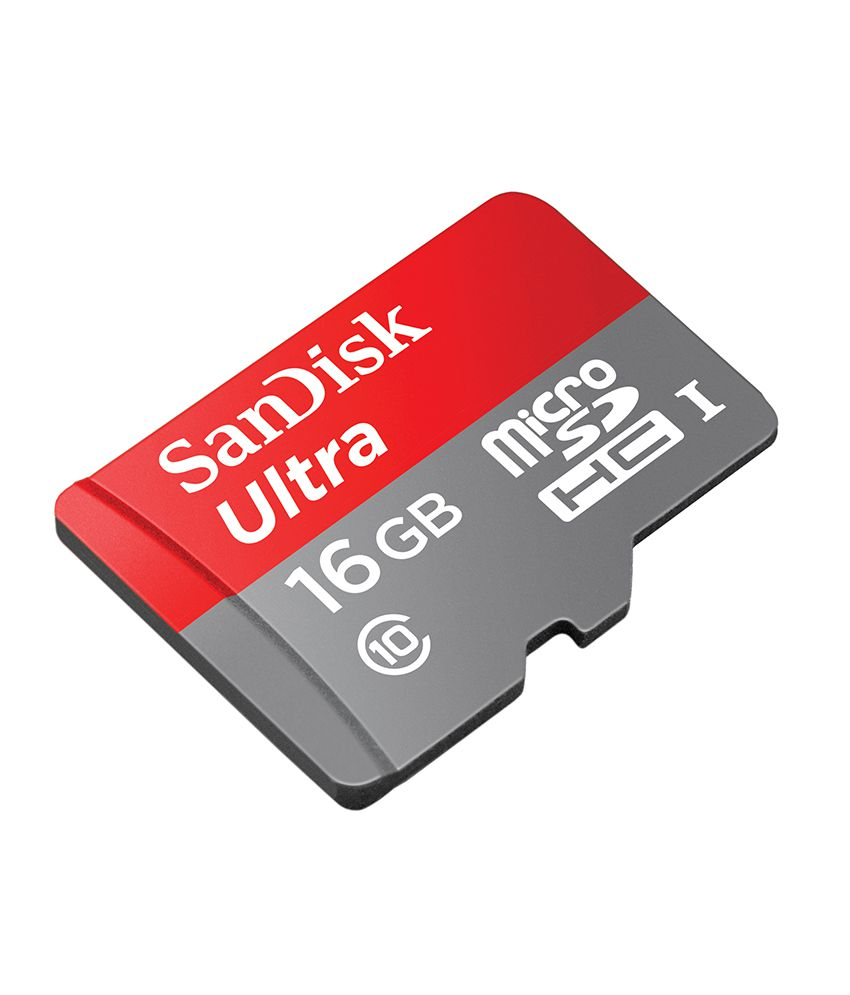 SanDisk
Ultra
16GB
10
micro
SD
HC I